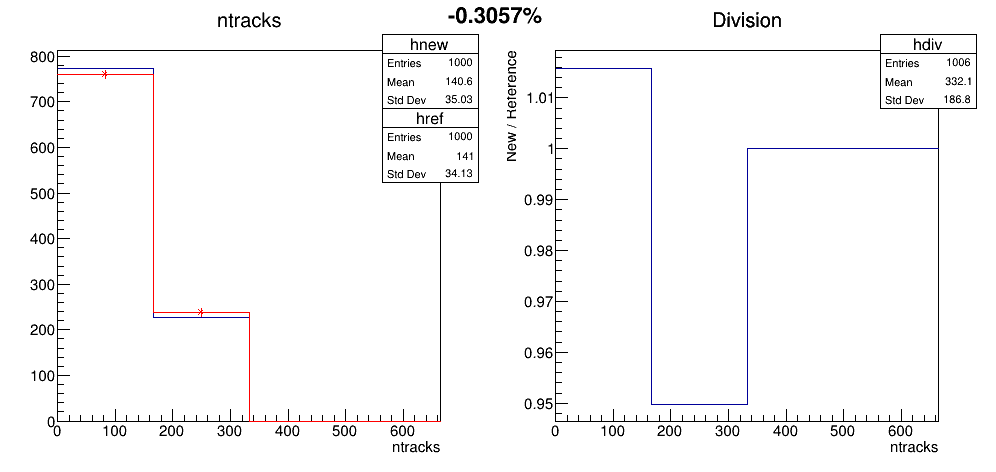 -0.3057%
ntracks
hnew
Entries 1000
Mean 140.6
Std Dev 35.03
href
Entries 1000
Mean 141
Std Dev 34.13
800
700
600
500
400
300
200
100
0
0 100 200 300 400 500 600
ntracks
Division
hdiv
Entries 1006
Mean 332.1
Std Dev 186.8
New / Reference
1.01
1
0.99
0.98
0.97
0.96
0.95
0 100 200 300 400 500 600
ntracks